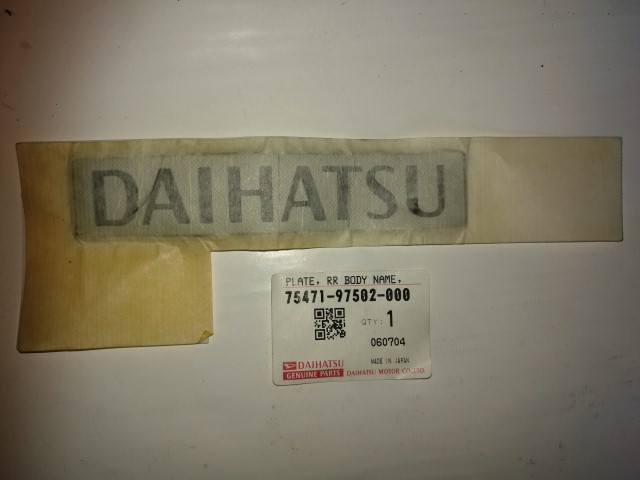 DAIHATSU
PLATE, RR BODY NAME,
75471-97502-000
QTY: 1
060704
MADE IN JAPAN
DAIHATSU
GENUINE PARTS DAIHATSU MOTOR CO.,LTD.